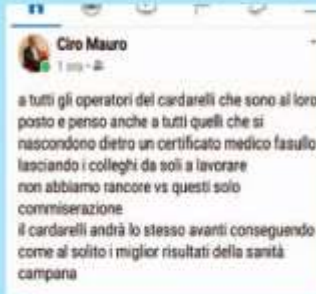 Ciro Mauro
1 ora
a tutti gli operatori del cardarelli che sono al loro
posto e penso anche a tutti quelli che si
nascondono dietro un certificato medico fasullo
lasciando i colleghi da soli a lavorare
non abbiamo rancore vs questi solo
commiserazione
il cardarelli andrà lo stesso avanti conseguendo
come al solito i miglior risultati della sanità
campana